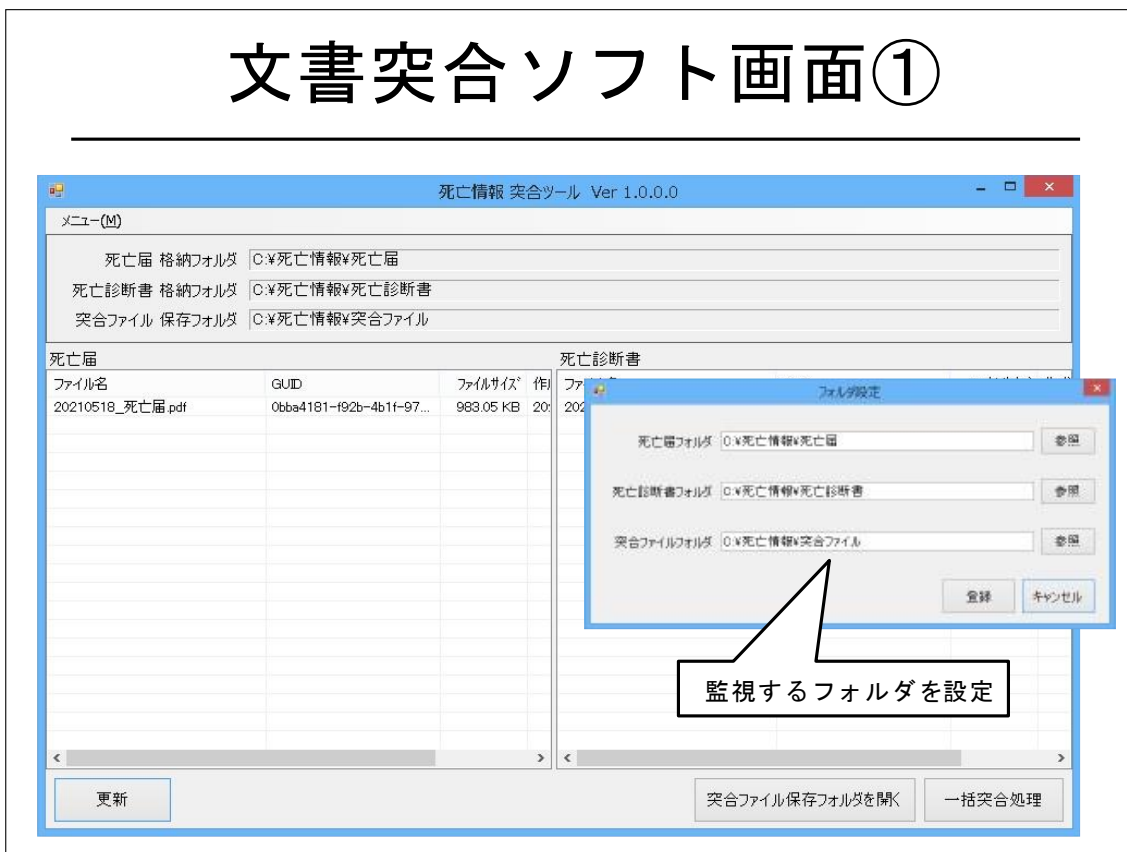 文書突合ソフト画面①
死亡情報 突合ツール Ver 1.0.0.0
メニュー(M)
死亡届 格納フォルダ C:¥死亡情報¥死亡届
死亡診断書 格納フォルダ C:¥死亡情報¥死亡診断書
突合ファイル 保存フォルダ C:¥死亡情報¥突合ファイル
死亡届
ファイル名 GUID ファイルサイズ 作
20210518_死亡届.pdf 0bba4181-f92b-4b1f-97... 983.05 KB 20
死亡診断書
ファ
202
フォルダ設定
死亡届フォルダ C:¥死亡情報¥死亡届 参照
死亡診断書フォルダ C:¥死亡情報¥死亡診断書 参照
突合ファイルフォルダ C:¥死亡情報¥突合ファイル 参照
登録 キャンセル
監視するフォルダを設定
更新 突合ファイル保存フォルダを開く 一括突合処理